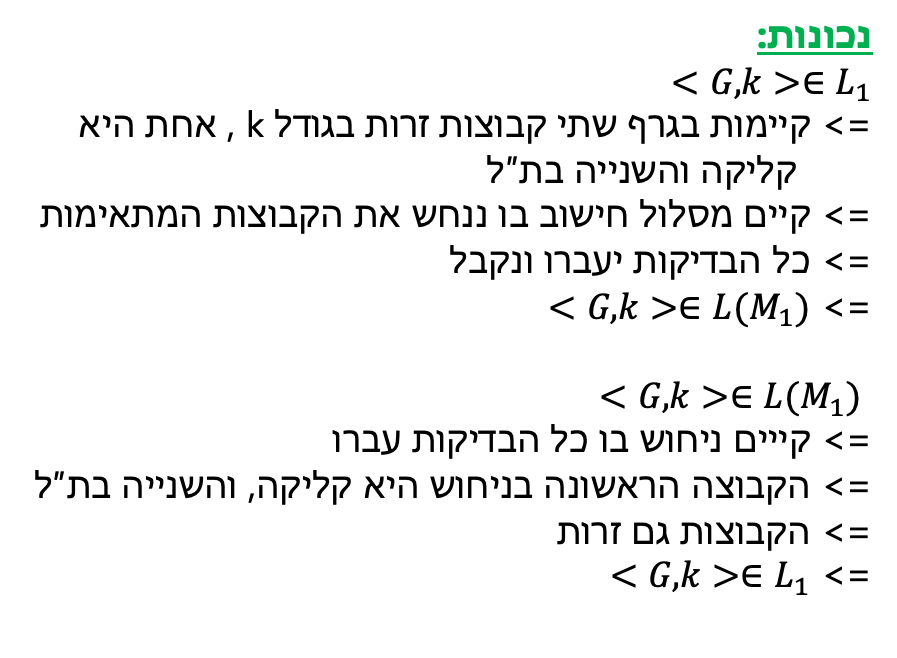 נכונות:
< G,k >∈ L₁
=> קיימות בגרף שתי קבוצות זרות בגודל k , אחת היא
קליקה והשנייה בת"ל
=> קיים מסלול חישוב בו ננחש את הקבוצות המתאימות
=> כל הבדיקות יעברו ונקבל
=> < G,k >∈ L(M₁)
< G,k >∈ L(M₁)
=> קייים ניחוש בו כל הבדיקות עברו
=> הקבוצה הראשונה בניחוש היא קליקה, והשנייה בת"ל
=> הקבוצות גם זרות
=> < G,k >∈ L₁